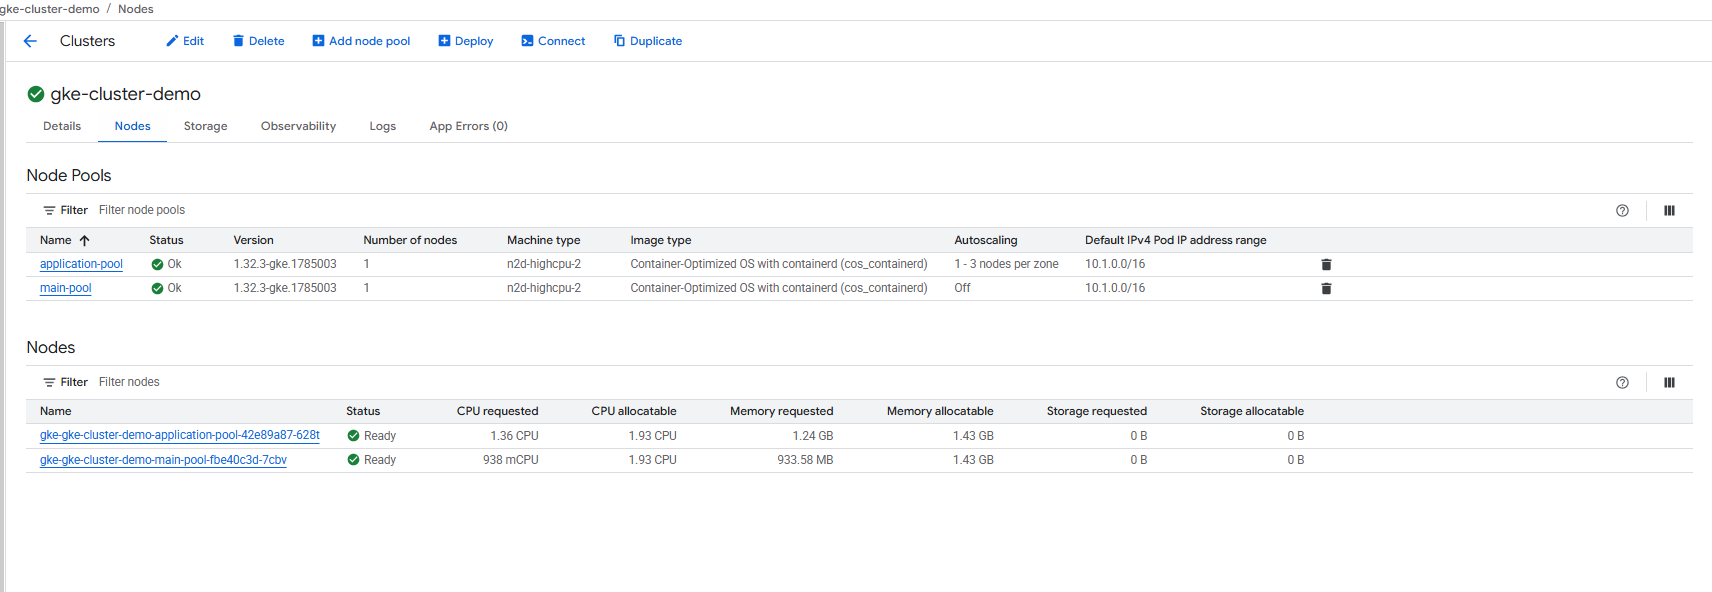 gke-cluster-demo / Nodes
Clusters Edit Delete Add node pool Deploy Connect Duplicate
gke-cluster-demo
Details Nodes Storage Observability Logs App Errors (0)
Node Pools
Filter Filter node pools
Name Status Version Number of nodes Machine type Image type Autoscaling Default IPv4 Pod IP address range
application-pool Ok 1.32.3-gke.1785003 1 n2d-highcpu-2 Container-Optimized OS with containerd (cos_containerd) 1 - 3 nodes per zone 10.1.0.0/16
main-pool Ok 1.32.3-gke.1785003 1 n2d-highcpu-2 Container-Optimized OS with containerd (cos_containerd) Off 10.1.0.0/16
Nodes
Filter Filter nodes
Name Status CPU requested CPU allocatable Memory requested Memory allocatable Storage requested Storage allocatable
gke-gke-cluster-demo-application-pool-42e89a87-628t Ready 1.36 CPU 1.93 CPU 1.24 GB 1.43 GB 0 B 0 B
gke-gke-cluster-demo-main-pool-fbe40c3d-7cbv Ready 938 mCPU 1.93 CPU 933.58 MB 1.43 GB 0 B 0 B